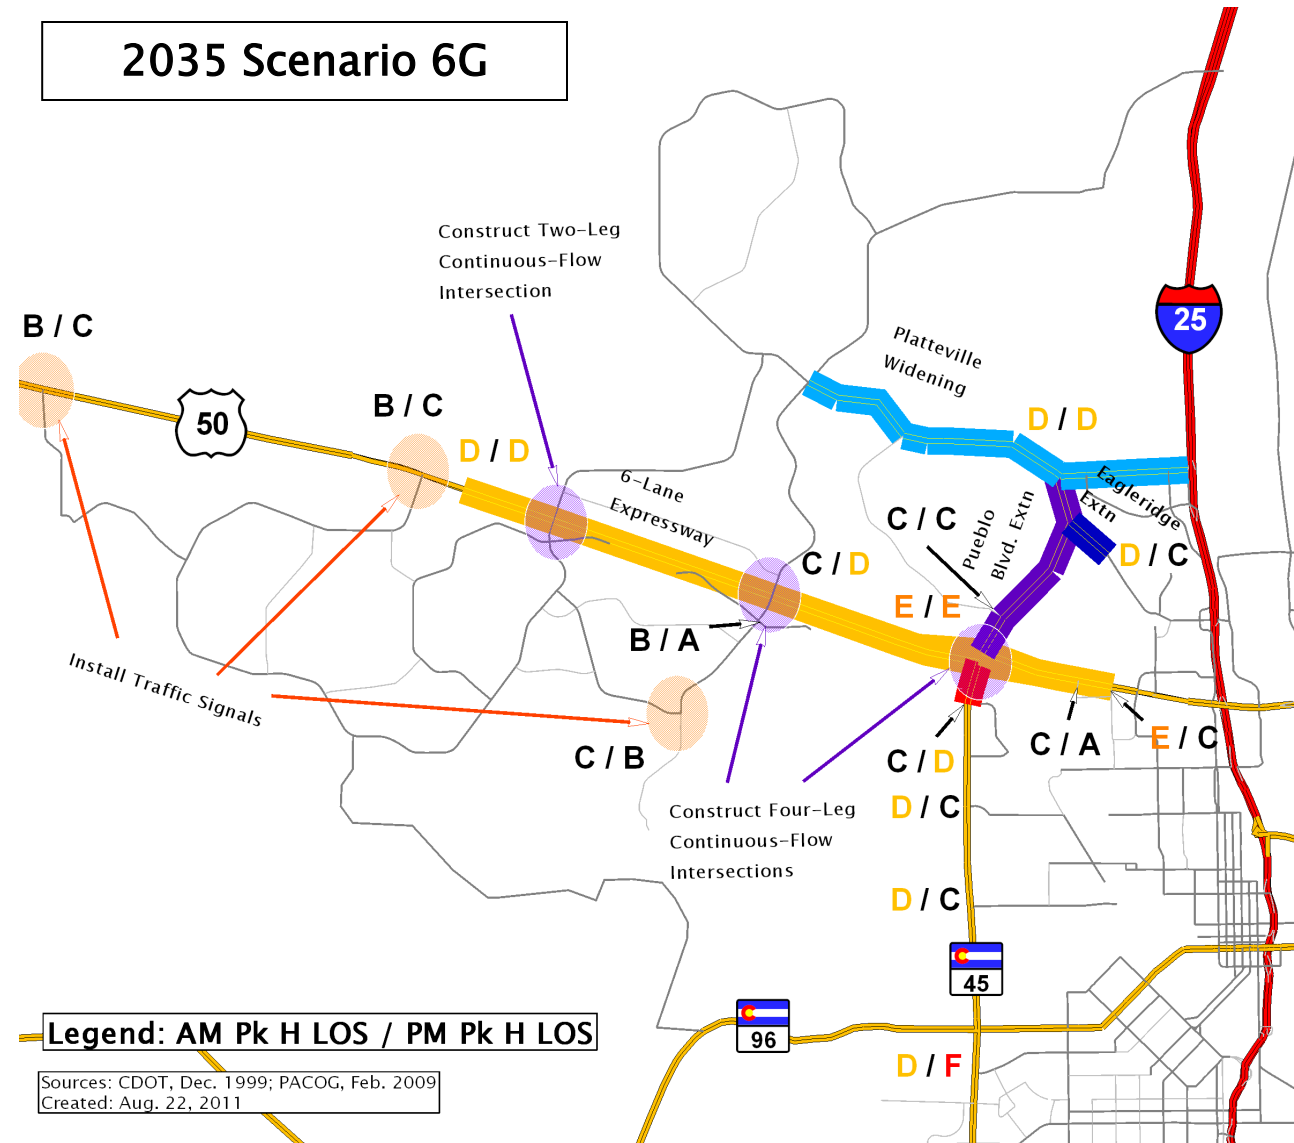 2035 Scenario 6G
Construct Two-Leg
Continuous-Flow
Intersection
25
B / C
Platteville
Widening
50
B / C
D / D
D / D
6-Lane
Expressway
Eagleridge
Extn
Pueblo
Blvd. Extn
C / C
C / D
D / C
E / E
B / A
Install Traffic Signals
C / B
C / A
E / C
C / D
D / C
Construct Four-Leg
Continuous-Flow
Intersections
D / C
45
96
Legend: AM Pk H LOS / PM Pk H LOS
D / F
Sources: CDOT, Dec. 1999; PACOG, Feb. 2009
Created: Aug. 22, 2011